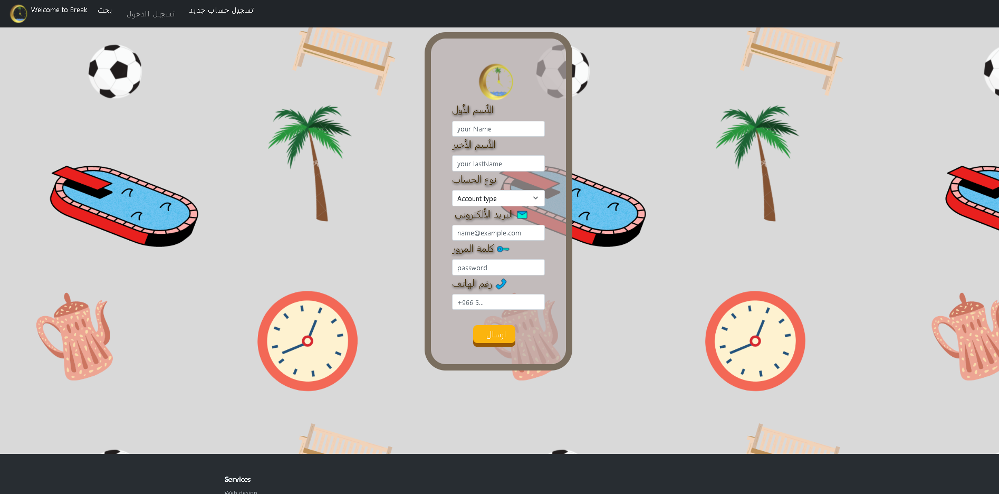 Welcome to Break
بحث
تسجيل الدخول
تسجيل حساب جديد
الأسم الأول
your Name
الأسم الأخير
your lastName
نوع الحساب
Account type
البريد الألكتروني
name@example.com
كلمة المرور
password
رقم الهاتف
+966 5...
ارسال
Services
Web design